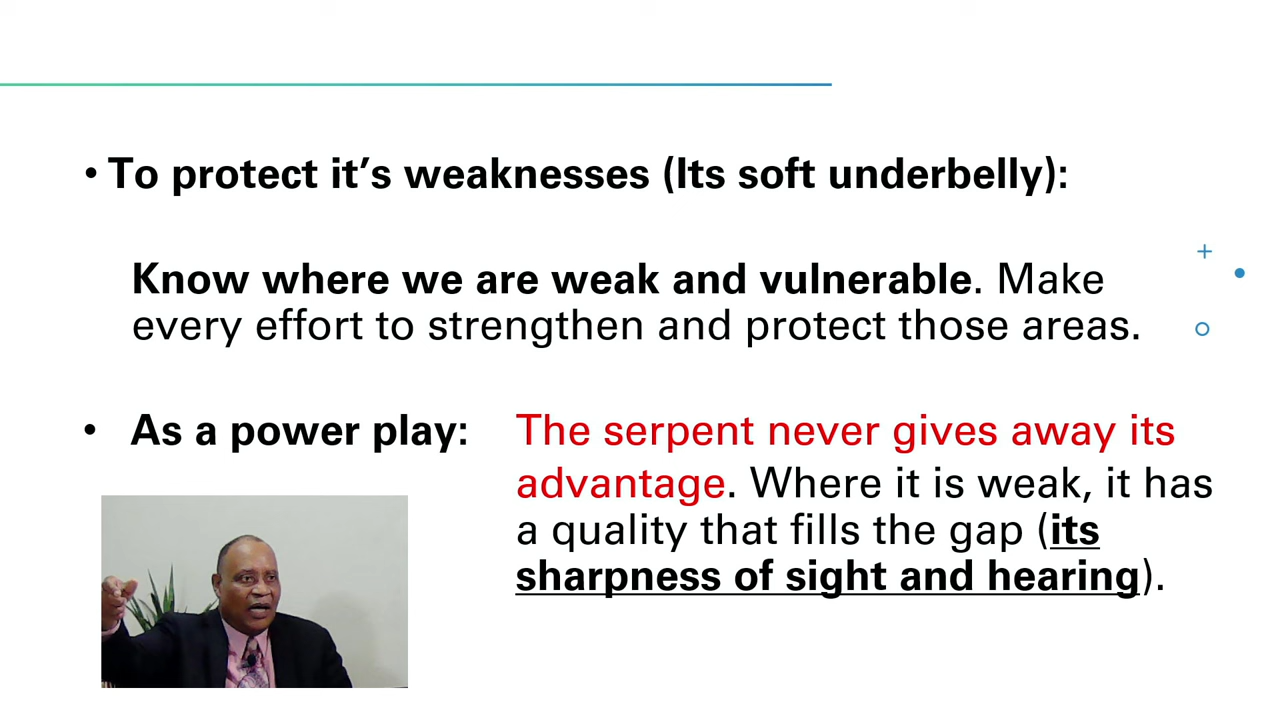 • To protect it’s weaknesses (Its soft underbelly):
Know where we are weak and vulnerable. Make
every effort to strengthen and protect those areas.
• As a power play: The serpent never gives away its
advantage. Where it is weak, it has
a quality that fills the gap (its
sharpness of sight and hearing).